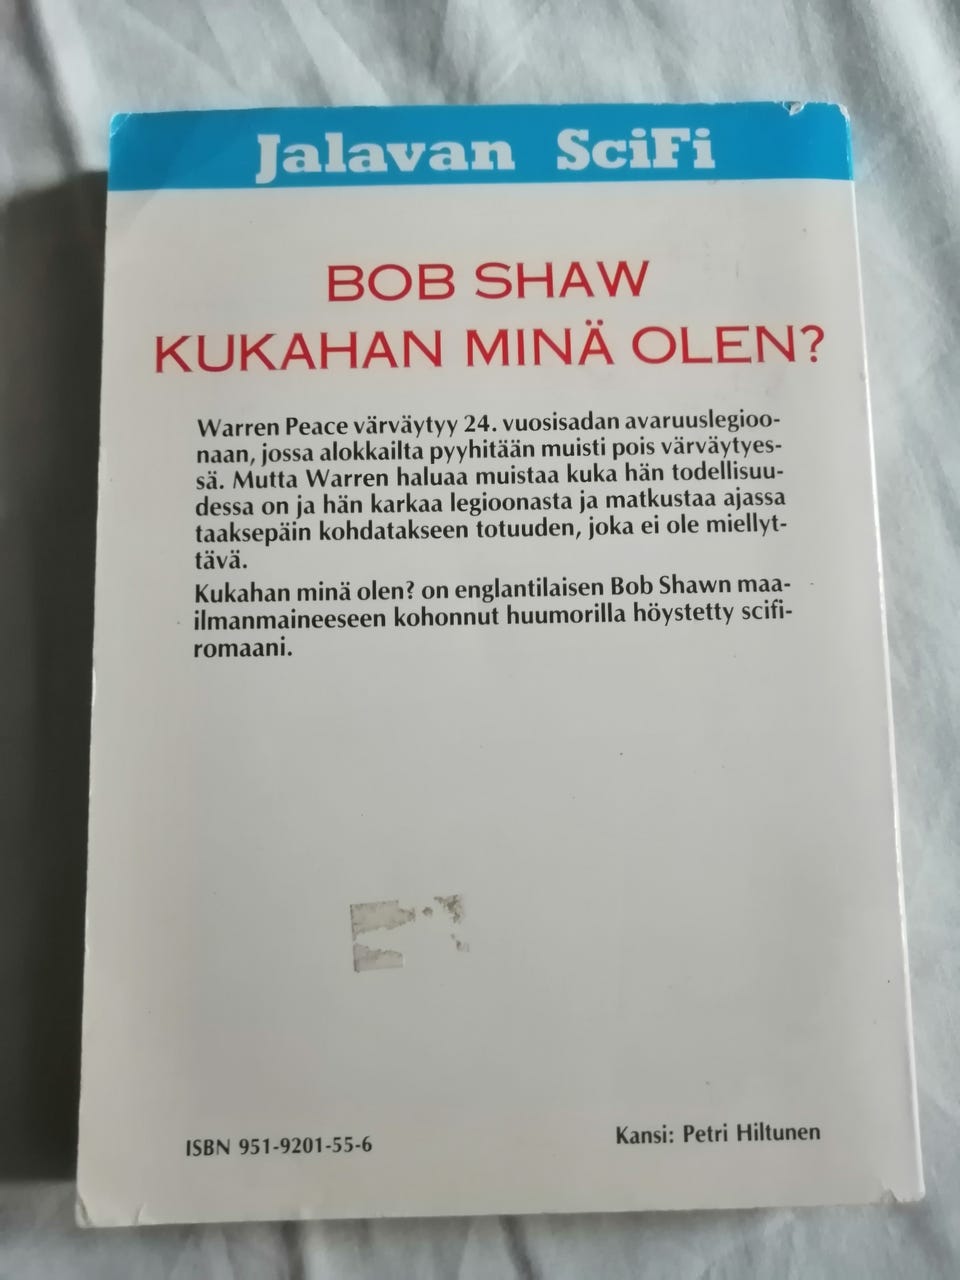 Jalavan SciFi
BOB SHAW
KUKAHAN MINÄ OLEN?
Warren Peace värväytyy 24. vuosisadan avaruuslegioo-
naan, jossa alokkailta pyyhitään muisti pois värväytyes-
sä. Mutta Warren haluaa muistaa kuka hän todellisuu-
dessa on ja hän karkaa legioonasta ja matkustaa ajassa
taaksepäin kohdatakseen totuuden, joka ei ole miellyt-
tävä.
Kukahan minä olen? on englantilaisen Bob Shawn maa-
ilmanmaineeseen kohonnut huumorilla höystetty scifi-
romaani.
ISBN 951-9201-55-6
Kansi: Petri Hiltunen